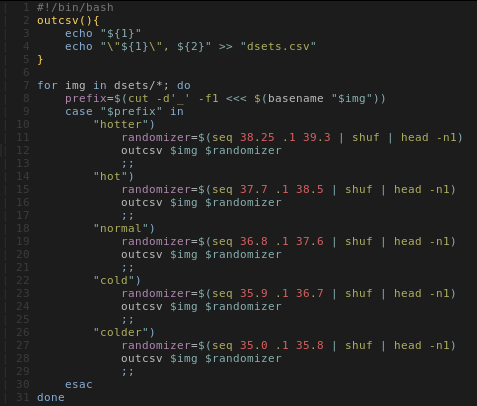 1 #!/bin/bash
2 outcsv(){
3     echo "${1}"
4     echo "\"${1}\", ${2}" >> "dsets.csv"
5 }
6
7 for img in dsets/*; do
8     prefix=$(cut -d'_' -f1 <<< $(basename "$img"))
9     case "$prefix" in
10         "hotter")
11             randomizer=$(seq 38.25 .1 39.3 | shuf | head -n1)
12             outcsv $img $randomizer
13             ;;
14         "hot")
15             randomizer=$(seq 37.7 .1 38.5 | shuf | head -n1)
16             outcsv $img $randomizer
17             ;;
18         "normal")
19             randomizer=$(seq 36.8 .1 37.6 | shuf | head -n1)
20             outcsv $img $randomizer
21             ;;
22         "cold")
23             randomizer=$(seq 35.9 .1 36.7 | shuf | head -n1)
24             outcsv $img $randomizer
25             ;;
26         "colder")
27             randomizer=$(seq 35.0 .1 35.8 | shuf | head -n1)
28             outcsv $img $randomizer
29             ;;
30     esac
31 done